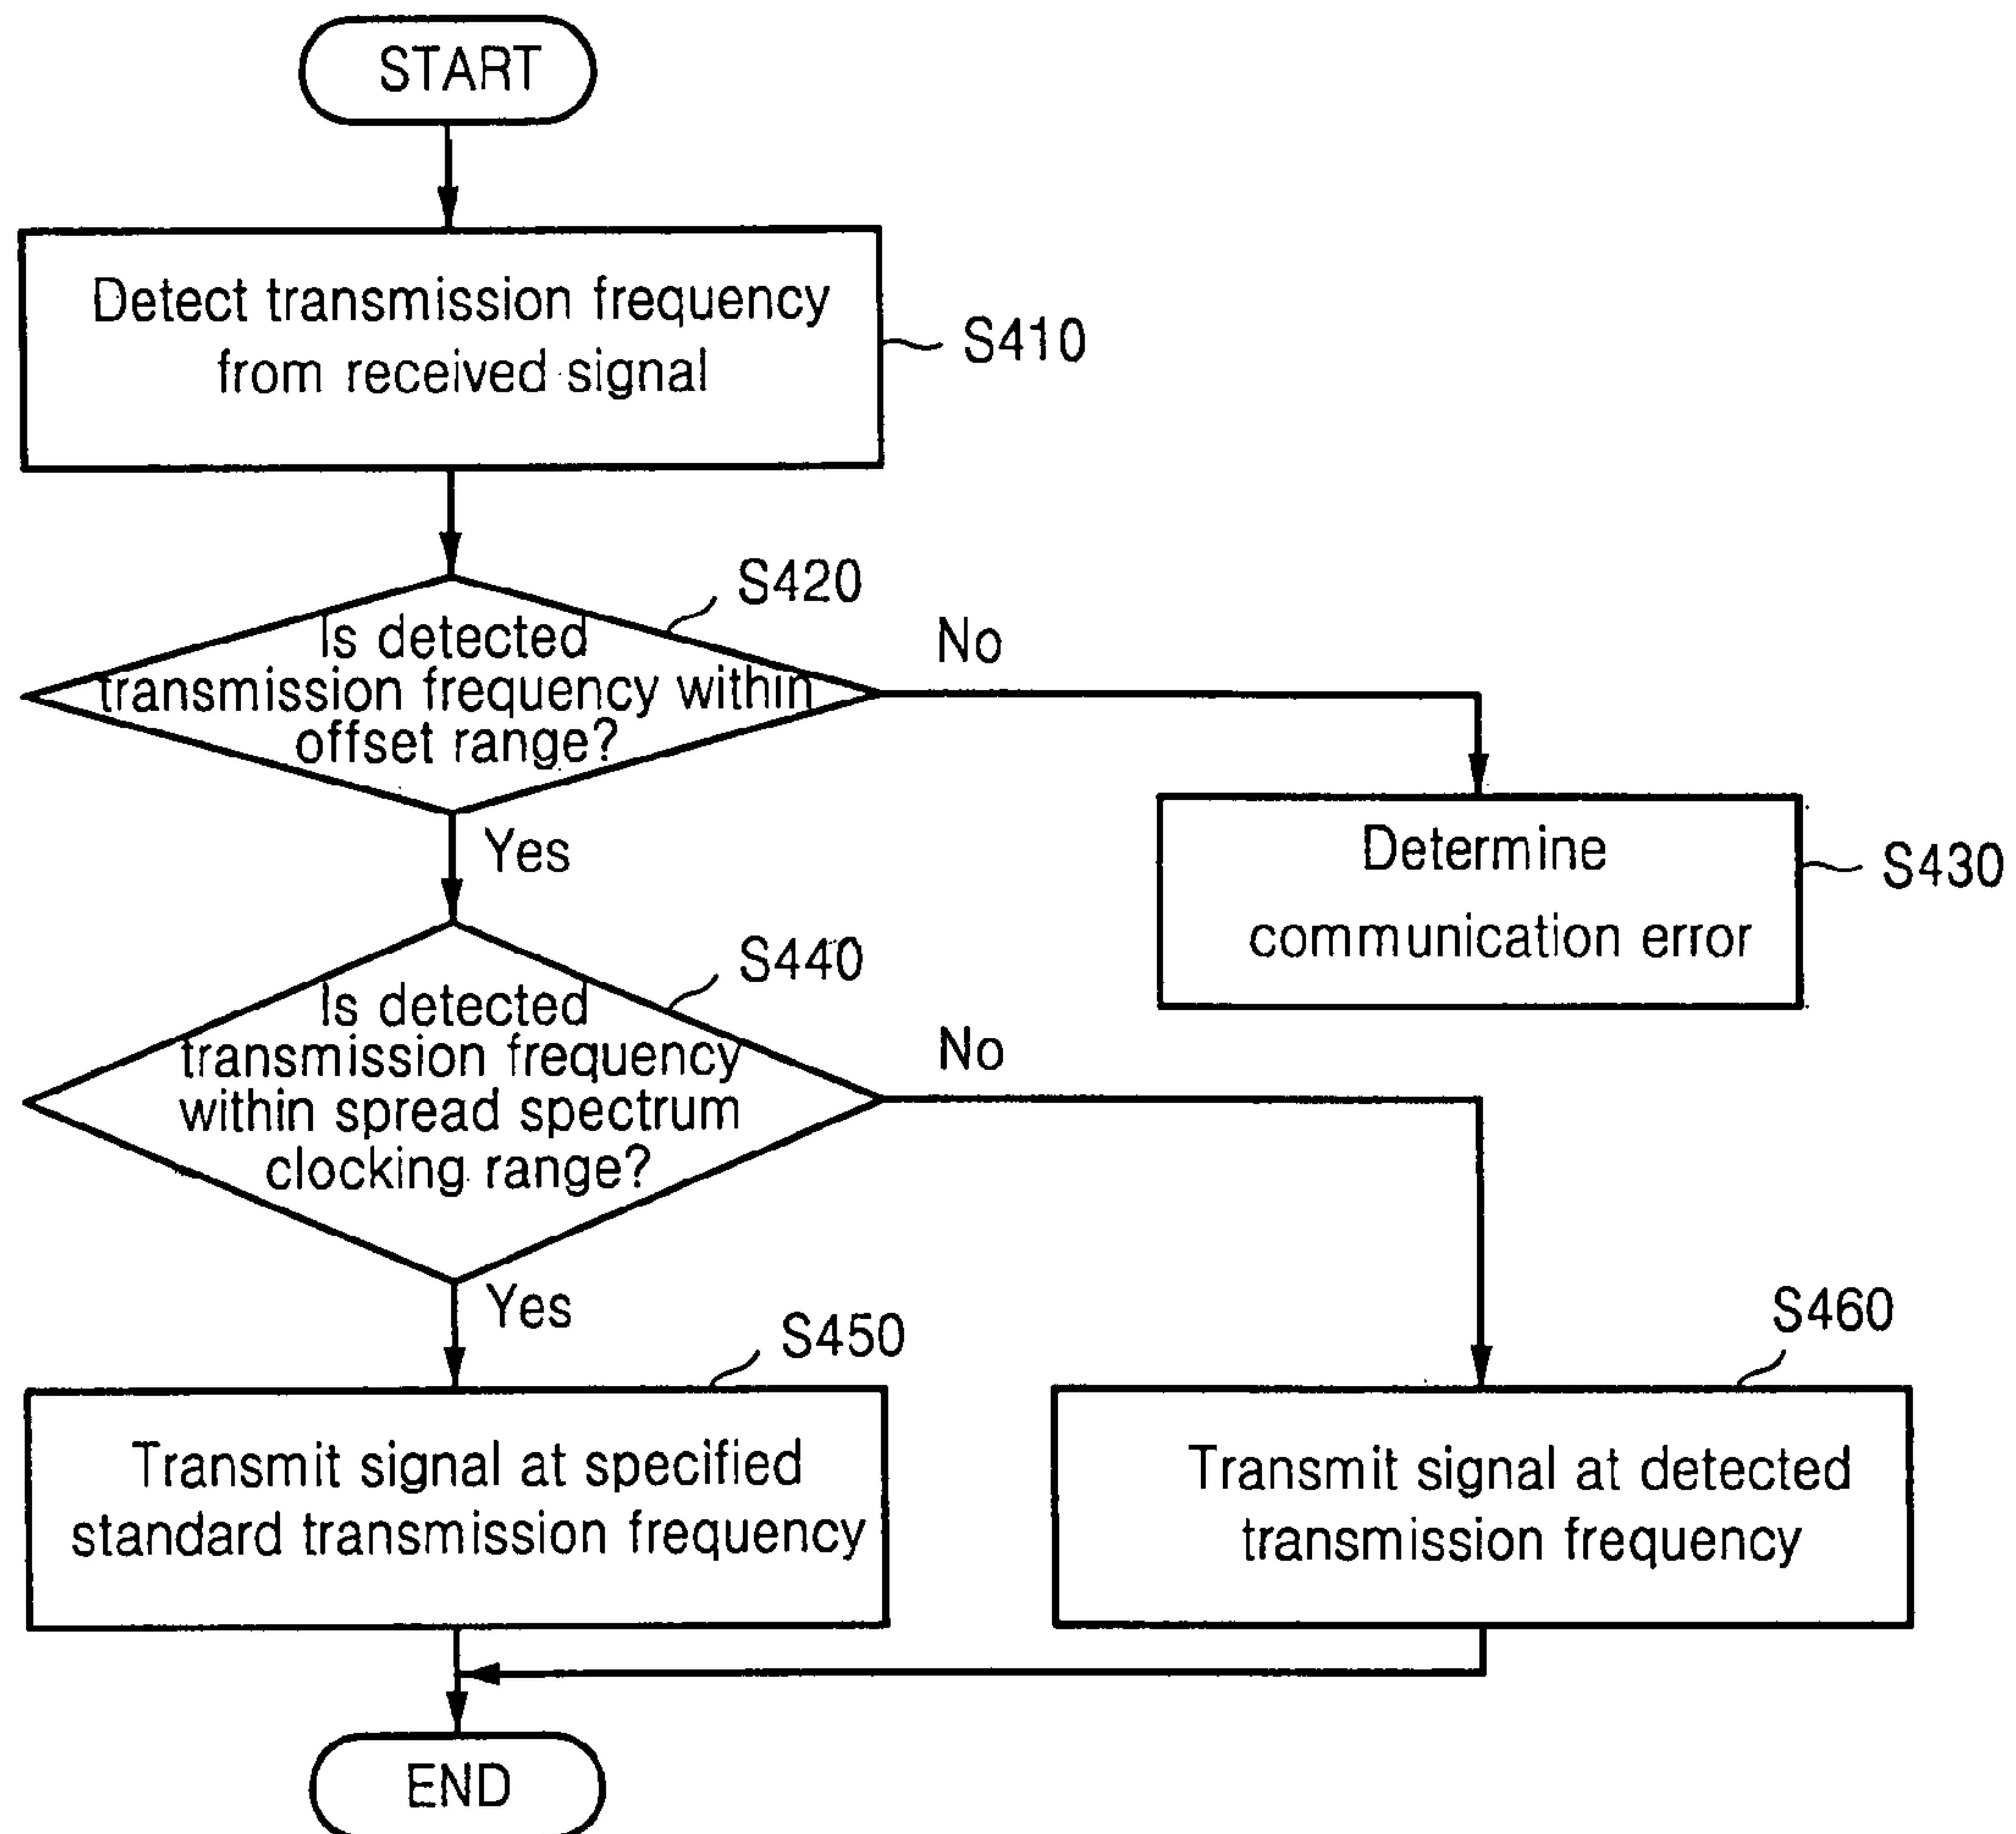 START
Detect transmission frequency
from received signal
S410
S420
Is detected
transmission frequency within
offset range?
No
Yes
Determine
communication error
S430
S440
Is detected
transmission frequency
within spread spectrum
clocking range?
No
Yes
S450
Transmit signal at specified
standard transmission frequency
S460
Transmit signal at detected
transmission frequency
END